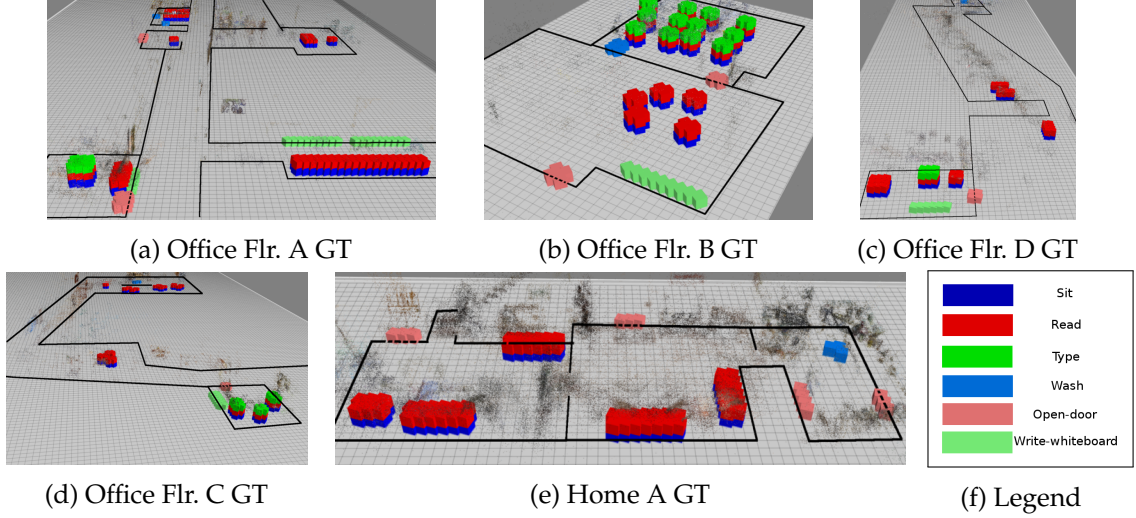 (a) Office Flr. A GT
(b) Office Flr. B GT
(c) Office Flr. D GT
(d) Office Flr. C GT
(e) Home A GT
Sit
Read
Type
Wash
Open-door
Write-whiteboard
(f) Legend